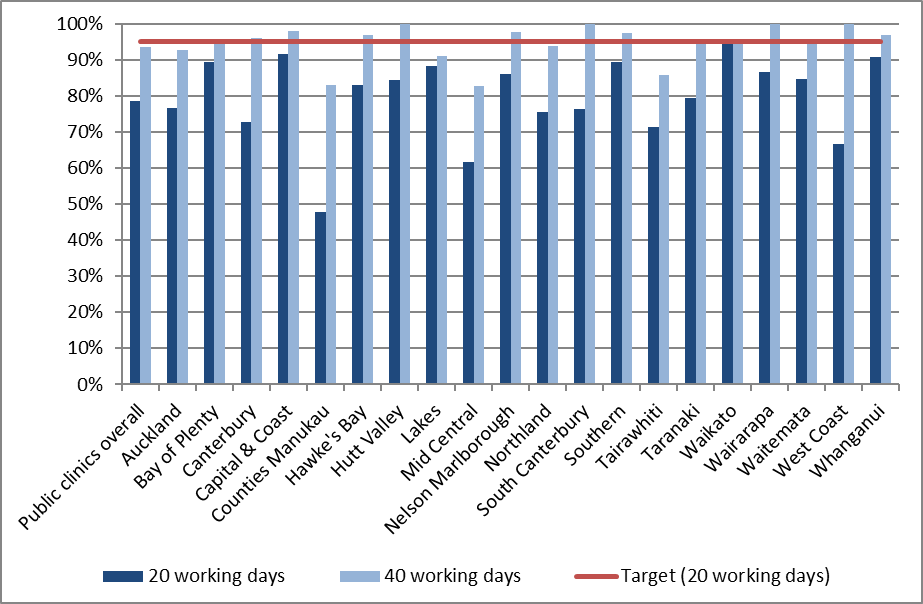 100%
90%
80%
70%
60%
50%
40%
30%
20%
10%
0%
Public clinics overall
Auckland
Bay of Plenty
Canterbury
Capital & Coast
Counties Manukau
Hawke's Bay
Hutt Valley
Lakes
Mid Central
Nelson Marlborough
Northland
South Canterbury
Southern
Tairawhiti
Taranaki
Waikato
Wairarapa
Waitemata
West Coast
Whanganui
20 working days
40 working days
Target (20 working days)